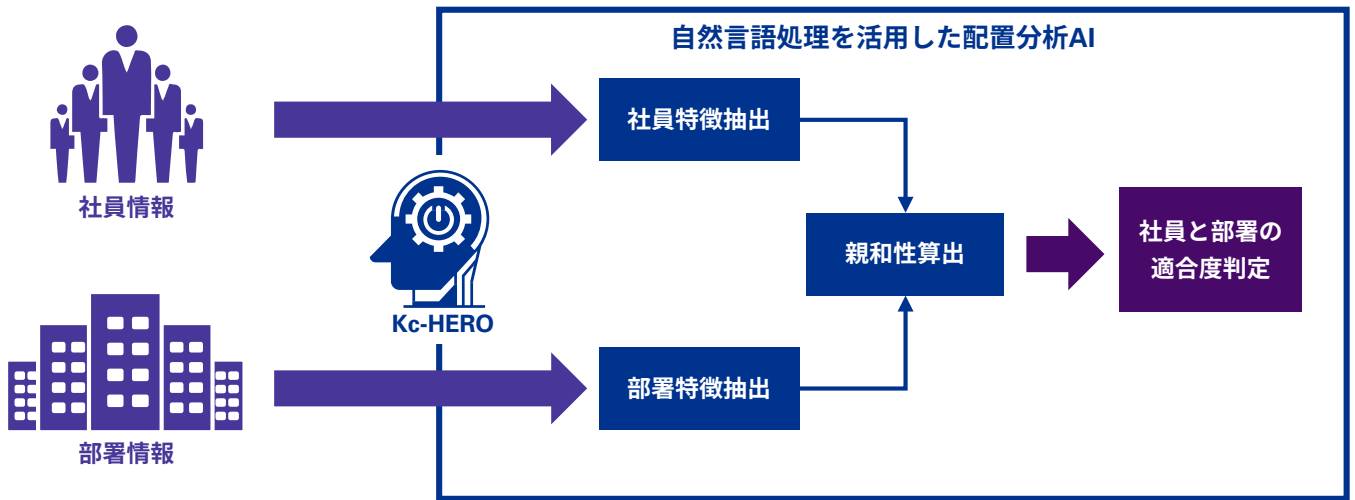 自然言語処理を活用した配置分析AI
社員情報
社員特徴抽出
Kc-HERO
親和性算出
社員と部署の
適合度判定
部署情報
部署特徴抽出